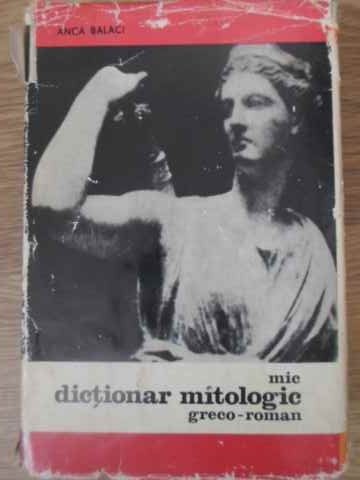 ANCA BALACI
mic
dicționar mitologic
greco-roman